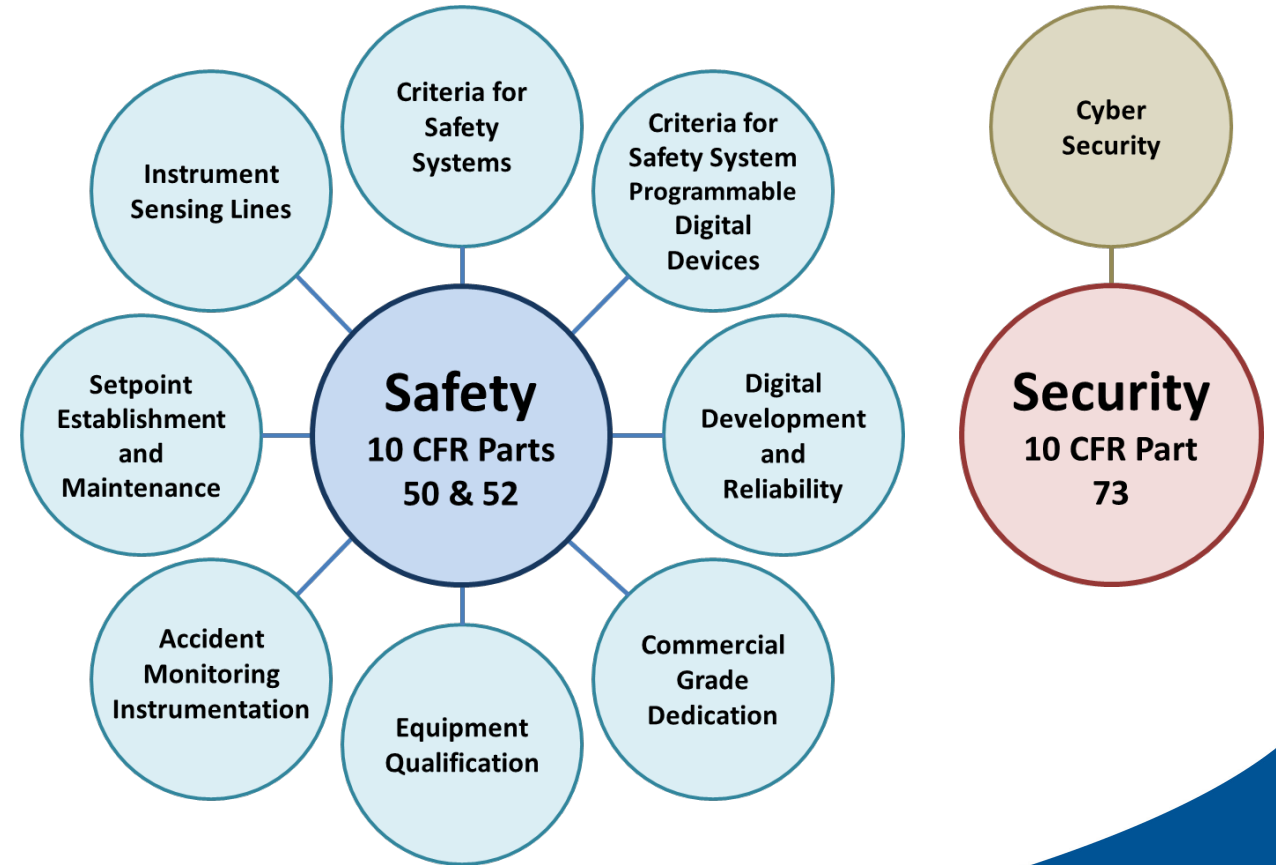 Criteria for
Safety
Systems
Criteria for
Safety System
Programmable
Digital
Devices
Digital
Development
and
Reliability
Commercial
Grade
Dedication
Equipment
Qualification
Accident
Monitoring
Instrumentation
Setpoint
Establishment
and
Maintenance
Instrument
Sensing Lines
Safety
10 CFR Parts
50 & 52
Cyber
Security
Security
10 CFR Part
73